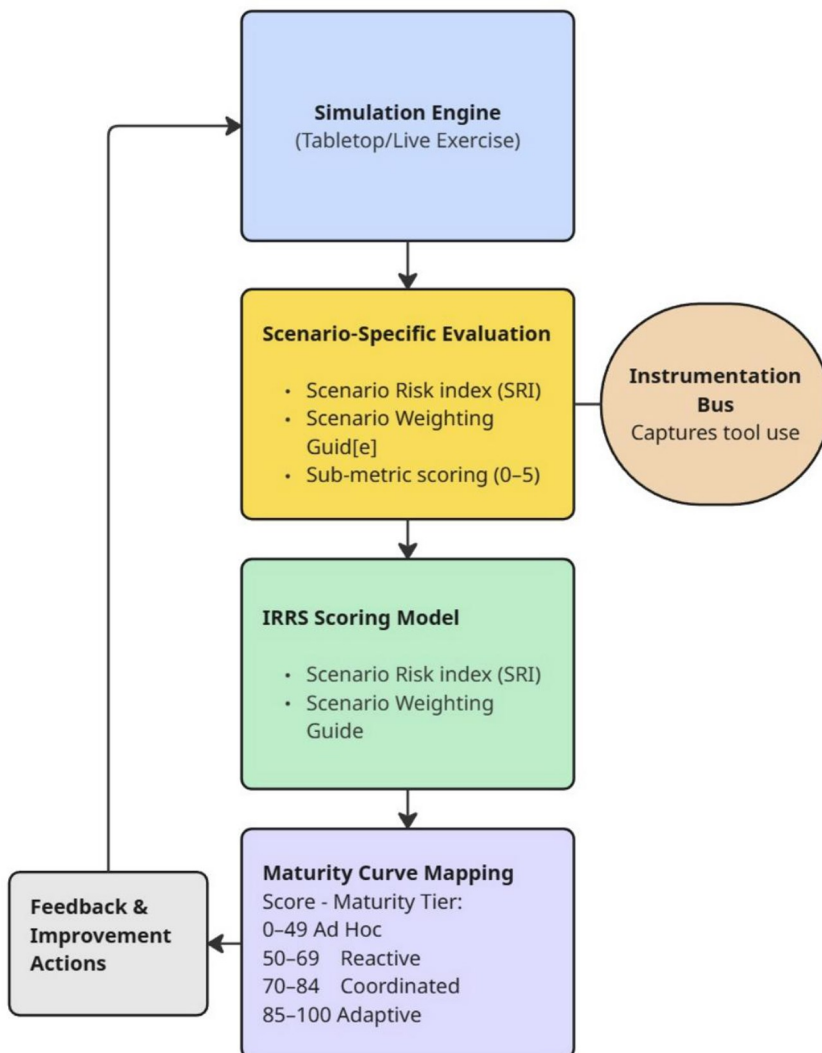 Simulation Engine
(Tabletop/Live Exercise)
Scenario-Specific Evaluation
• Scenario Risk index (SRI)
• Scenario Weighting
Guid[e]
• Sub-metric scoring (0–5)
Instrumentation
Bus
Captures tool use
IRRS Scoring Model
• Scenario Risk index (SRI)
• Scenario Weighting
Guide
Maturity Curve Mapping
Score - Maturity Tier:
0–49 Ad Hoc
50–69 Reactive
70–84 Coordinated
85–100 Adaptive
Feedback &
Improvement
Actions